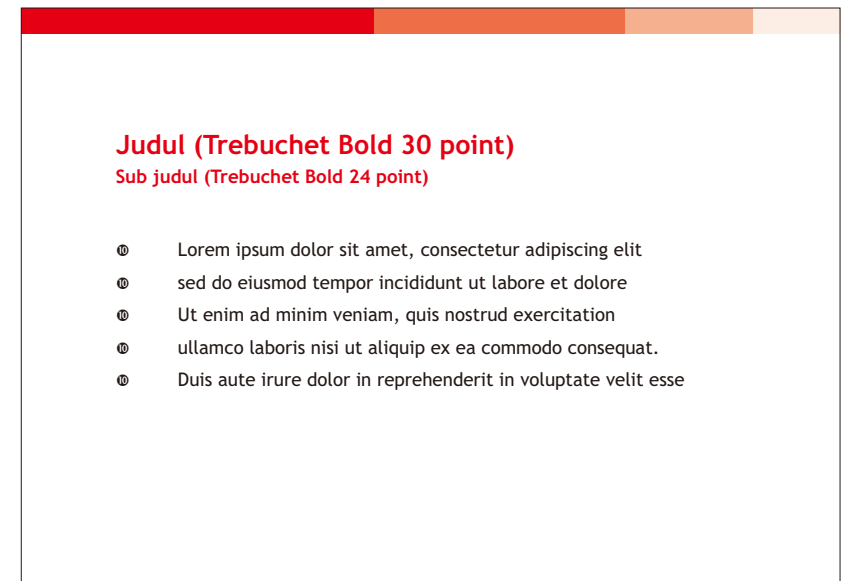 Judul (Trebuchet Bold 30 point)
Sub judul (Trebuchet Bold 24 point)
❿ Lorem ipsum dolor sit amet, consectetur adipiscing elit
❿ sed do eiusmod tempor incididunt ut labore et dolore
❿ Ut enim ad minim veniam, quis nostrud exercitation
❿ ullamco laboris nisi ut aliquip ex ea commodo consequat.
❿ Duis aute irure dolor in reprehenderit in voluptate velit esse